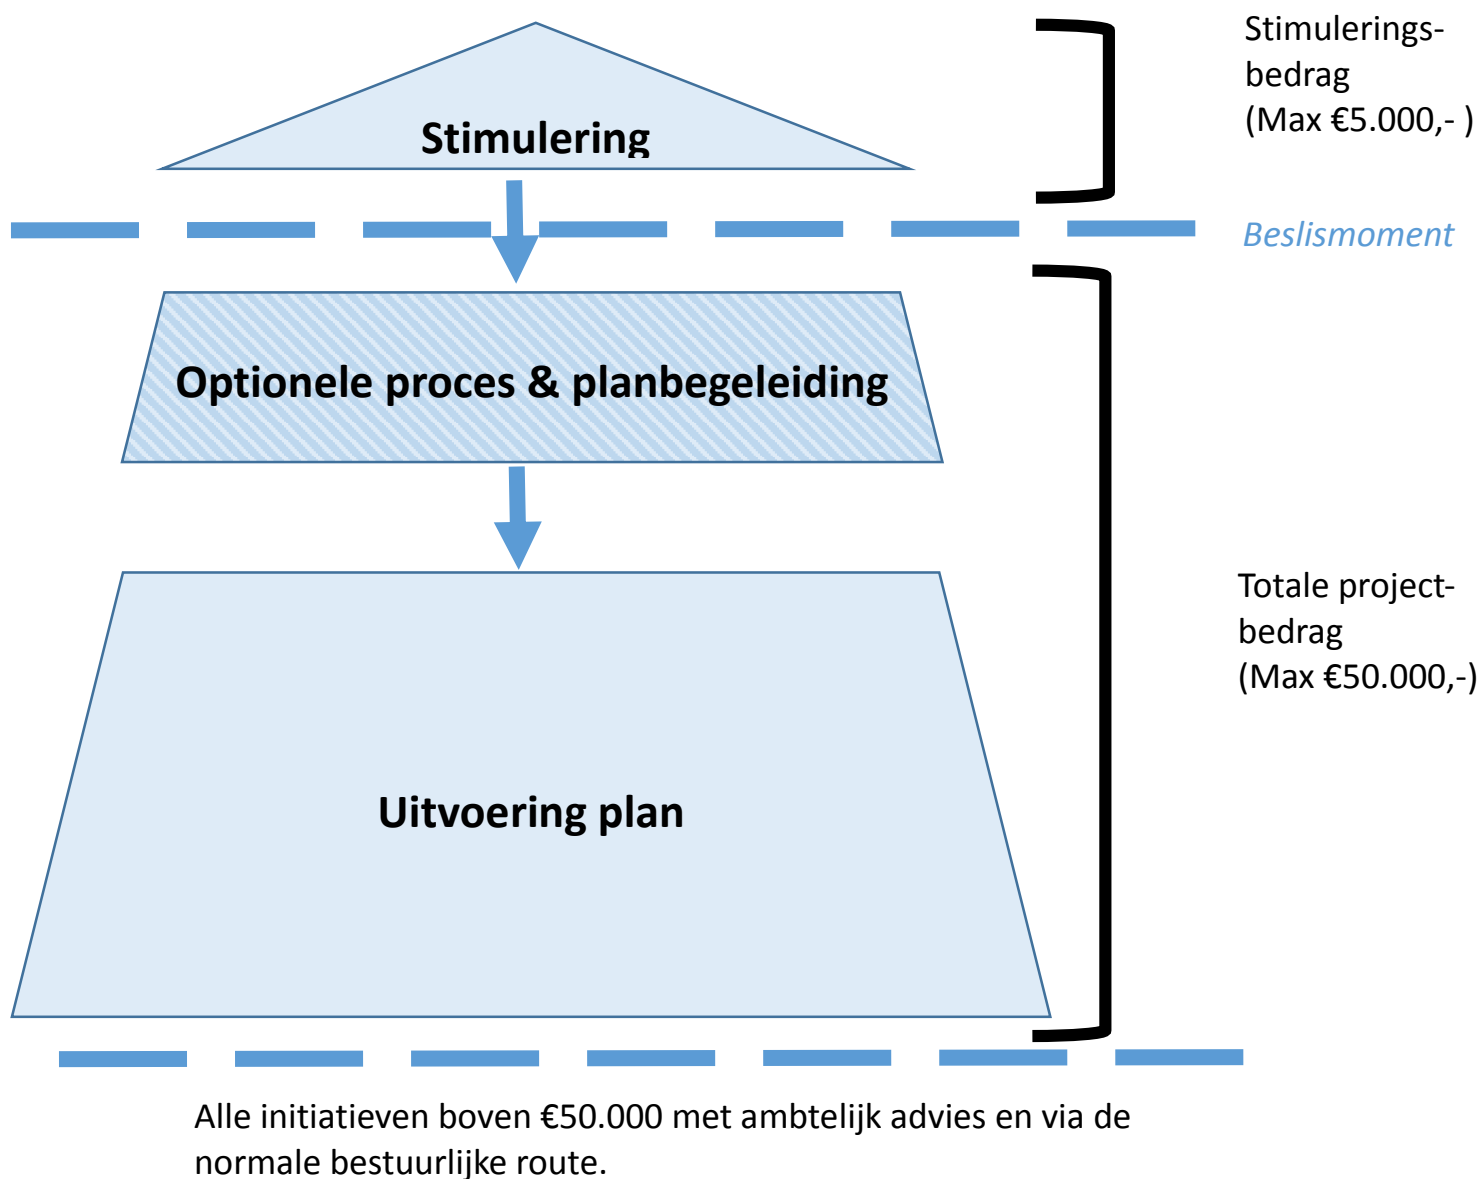 Stimulerings-
bedrag
(Max €5.000,- )
Stimulering
Beslismoment
Optionele proces & planbegeleiding
Totale project-
bedrag
(Max €50.000,-)
Uitvoering plan
Alle initiatieven boven €50.000 met ambtelijk advies en via de
normale bestuurlijke route.